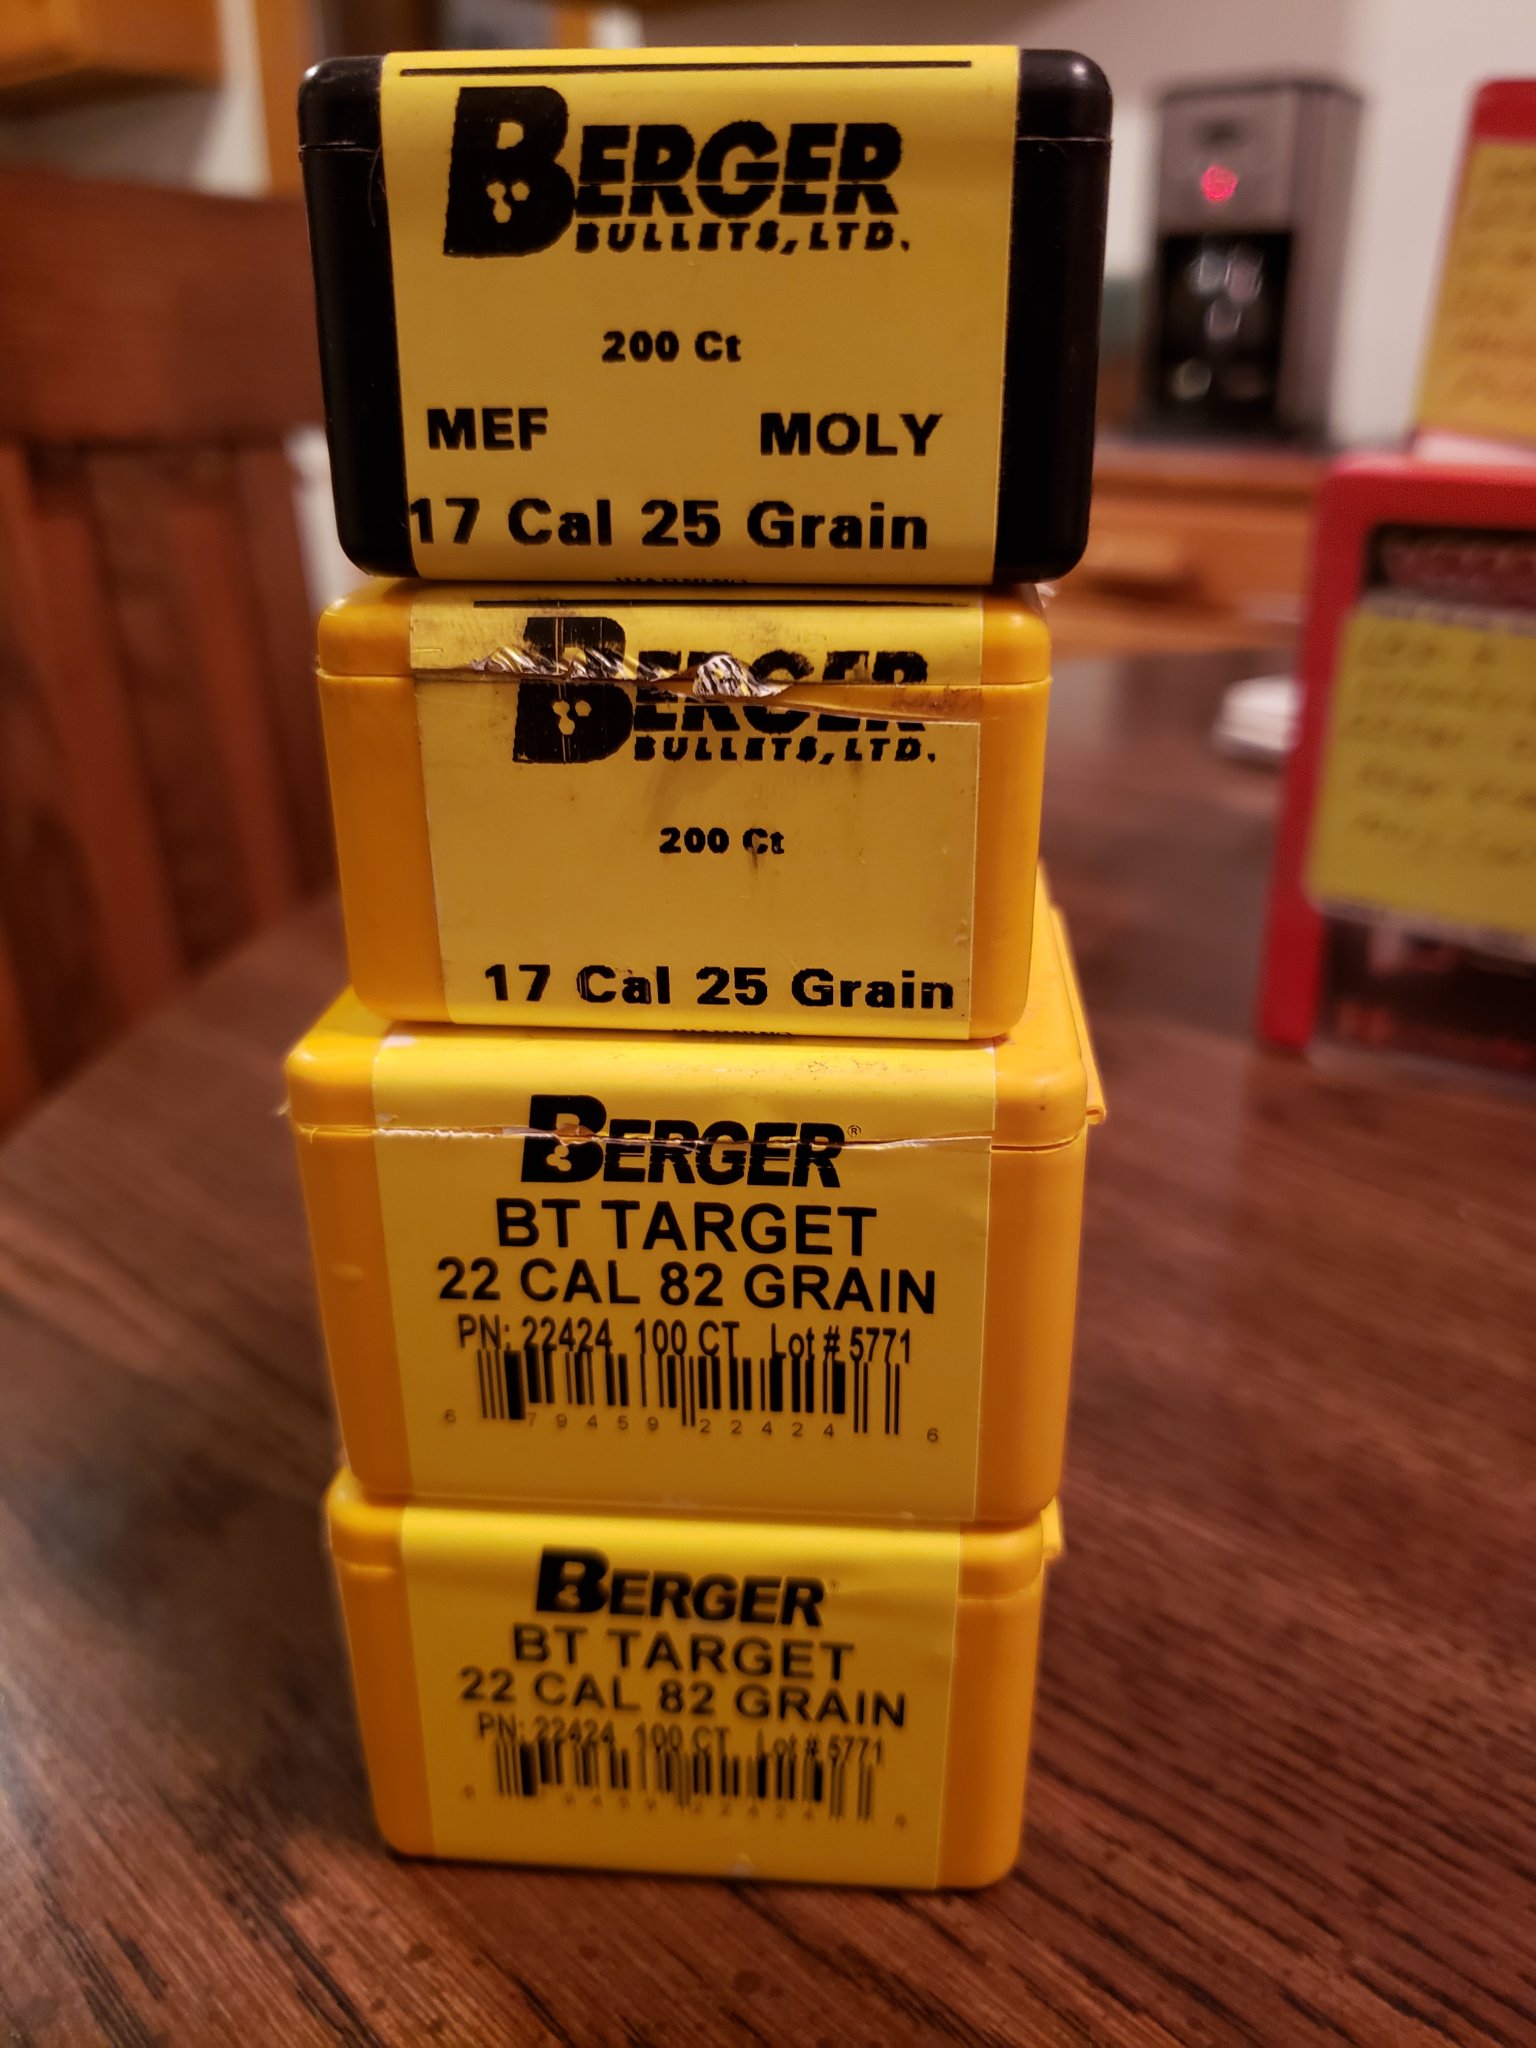 BERGER
BULLETS, LTD.
200 Ct
MEF MOLY
17 Cal 25 Grain
WARNING
BERGER
BULLETS, LTD.
200 Ct
17 Cal 25 Grain
WARNING
BERGER®
BT TARGET
22 CAL 82 GRAIN
PN: 22424 100 CT Lot # 5771
6 79459 22424 6
BERGER
BT TARGET
22 CAL 82 GRAIN
PN: 22424 100 CT Lot # 5771